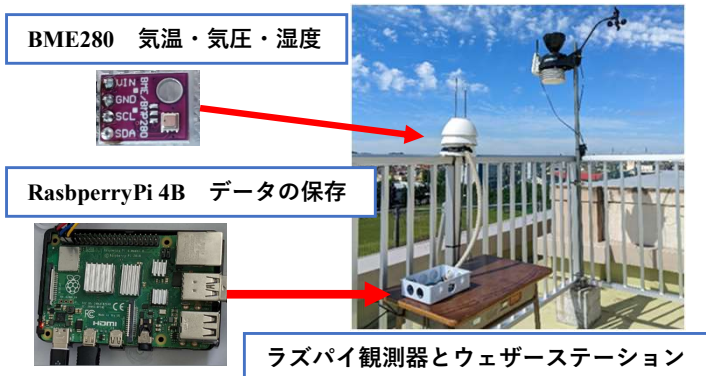 BME280 気温・気圧・湿度
VIN
GND
SCL
SDA
BME/BMP280
RasbperryPi 4B データの保存
HDMI
ラズパイ観測器とウェザーステーション